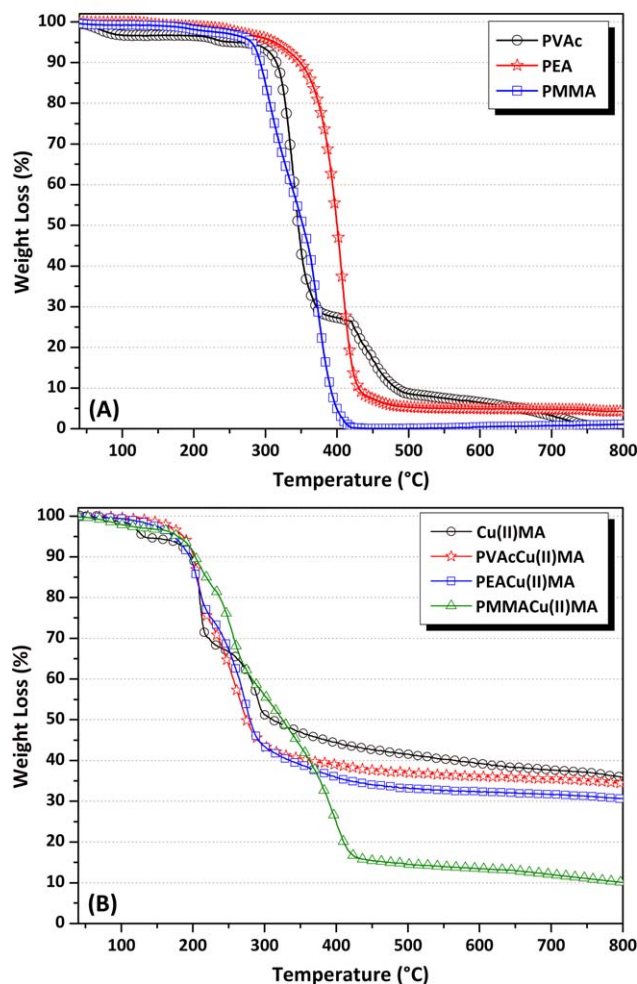 100
90
80
70
60
50
40
30
20
10
0
Weight Loss (%)
PVAc
PEA
PMMA
(A)
100 200 300 400 500 600 700 800
Temperature (°C)
100
90
80
70
60
50
40
30
20
10
0
Weight Loss (%)
Cu(II)MA
PVAcCu(II)MA
PEACu(II)MA
PMMACu(II)MA
(B)
100 200 300 400 500 600 700 800
Temperature (°C)